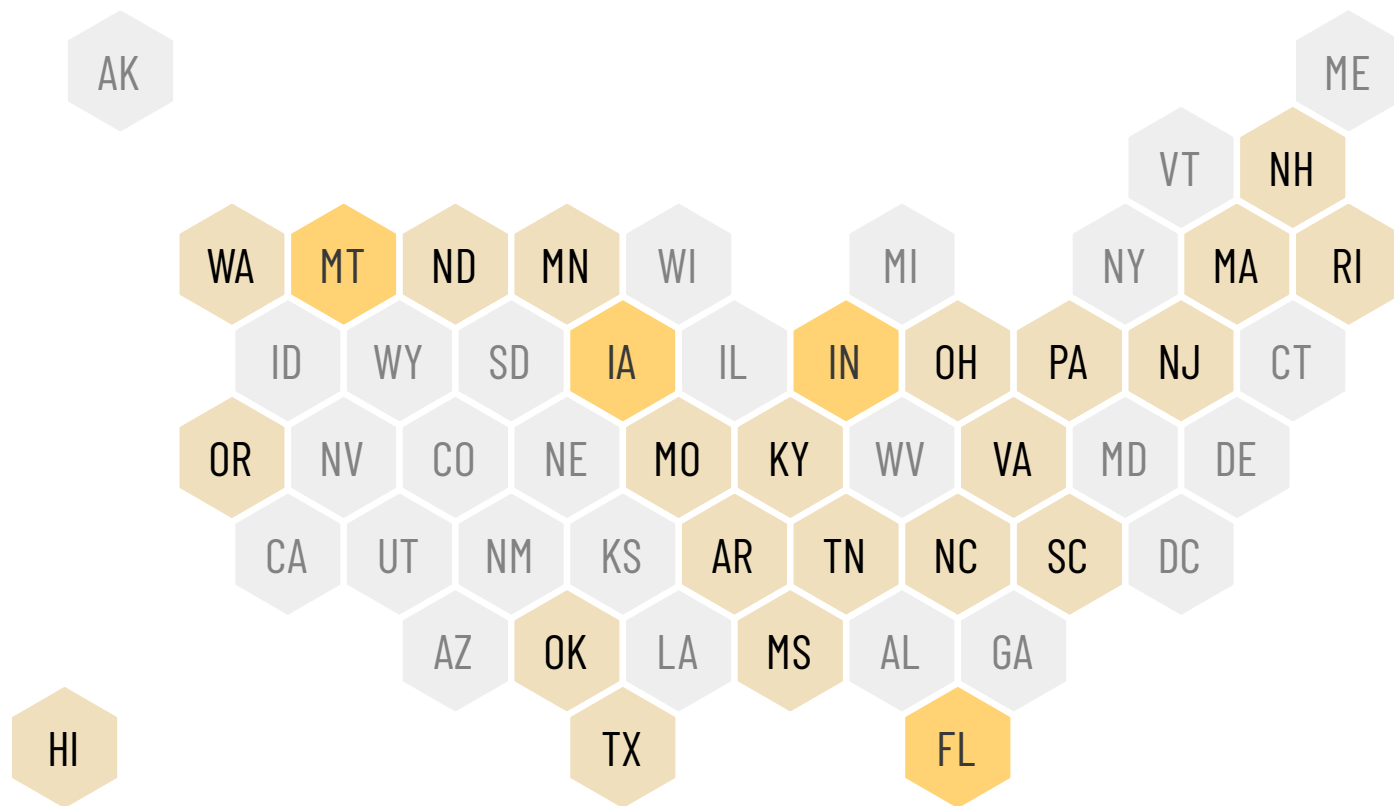 AK ME
VT NH
WA MT ND MN WI MI NY MA RI
ID WY SD IA IL IN OH PA NJ CT
OR NV CO NE MO KY WV VA MD DE
CA UT NM KS AR TN NC SC DC
AZ OK LA MS AL GA
HI TX FL